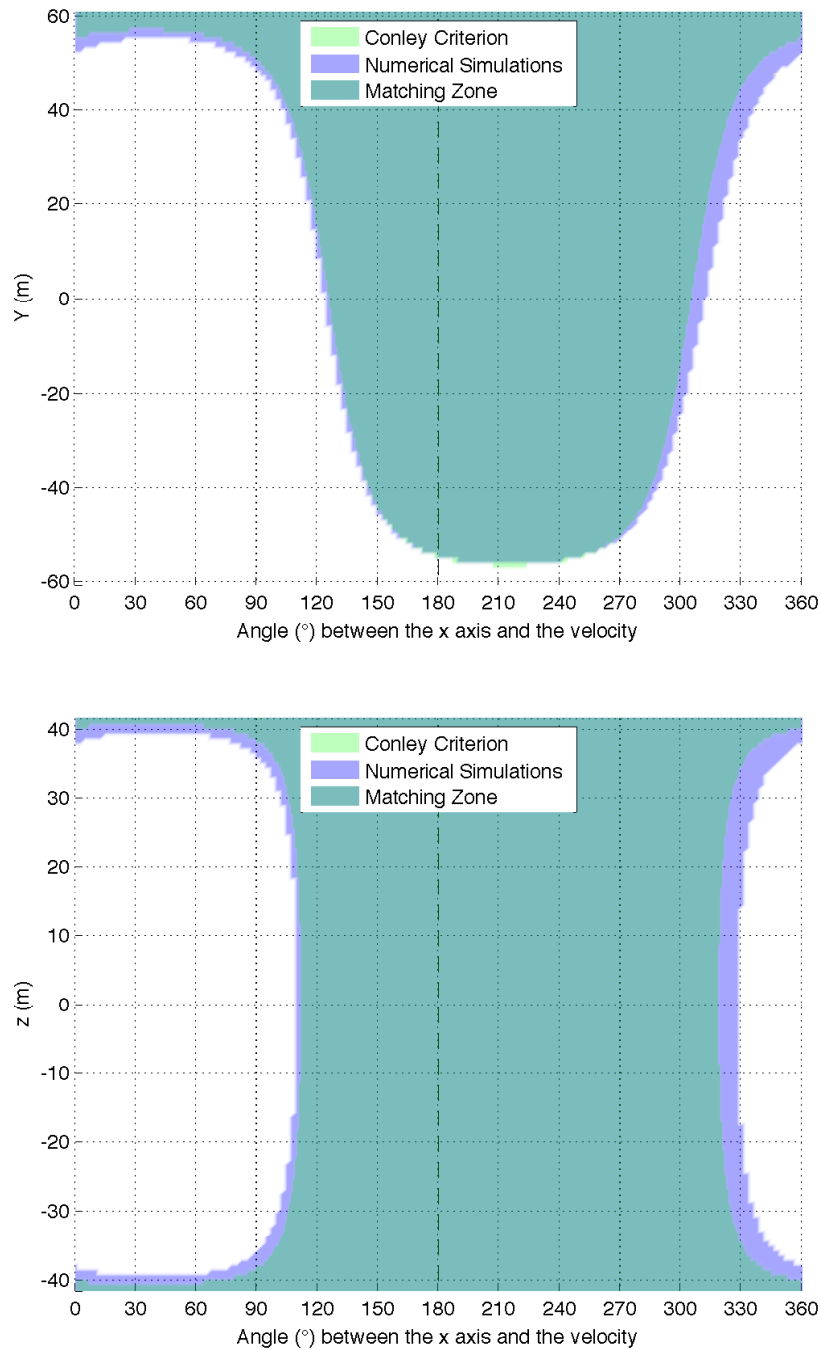 60
40
20
0
-20
-40
-60
Y (m)
Conley Criterion
Numerical Simulations
Matching Zone
0 30 60 90 120 150 180 210 240 270 300 330 360
Angle (°) between the x axis and the velocity
40
30
20
10
0
-10
-20
-30
-40
z (m)
Conley Criterion
Numerical Simulations
Matching Zone
0 30 60 90 120 150 180 210 240 270 300 330 360
Angle (°) between the x axis and the velocity